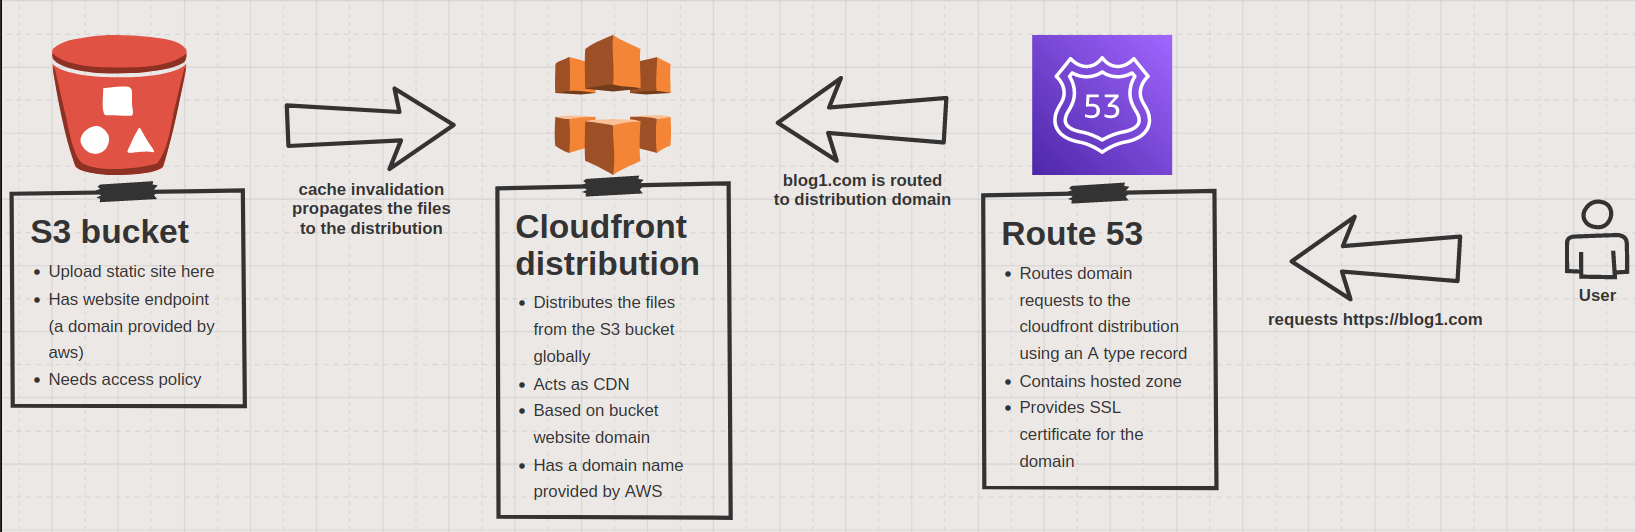 S3 bucket
• Upload static site here
• Has website endpoint
(a domain provided by
aws)
• Needs access policy
cache invalidation
propagates the files
to the distribution
Cloudfront
distribution
• Distributes the files
from the S3 bucket
globally
• Acts as CDN
• Based on bucket
website domain
• Has a domain name
provided by AWS
blog1.com is routed
to distribution domain
53
Route 53
• Routes domain
requests to the
cloudfront distribution
using an A type record
• Contains hosted zone
• Provides SSL
certificate for the
domain
requests https://blog1.com
User